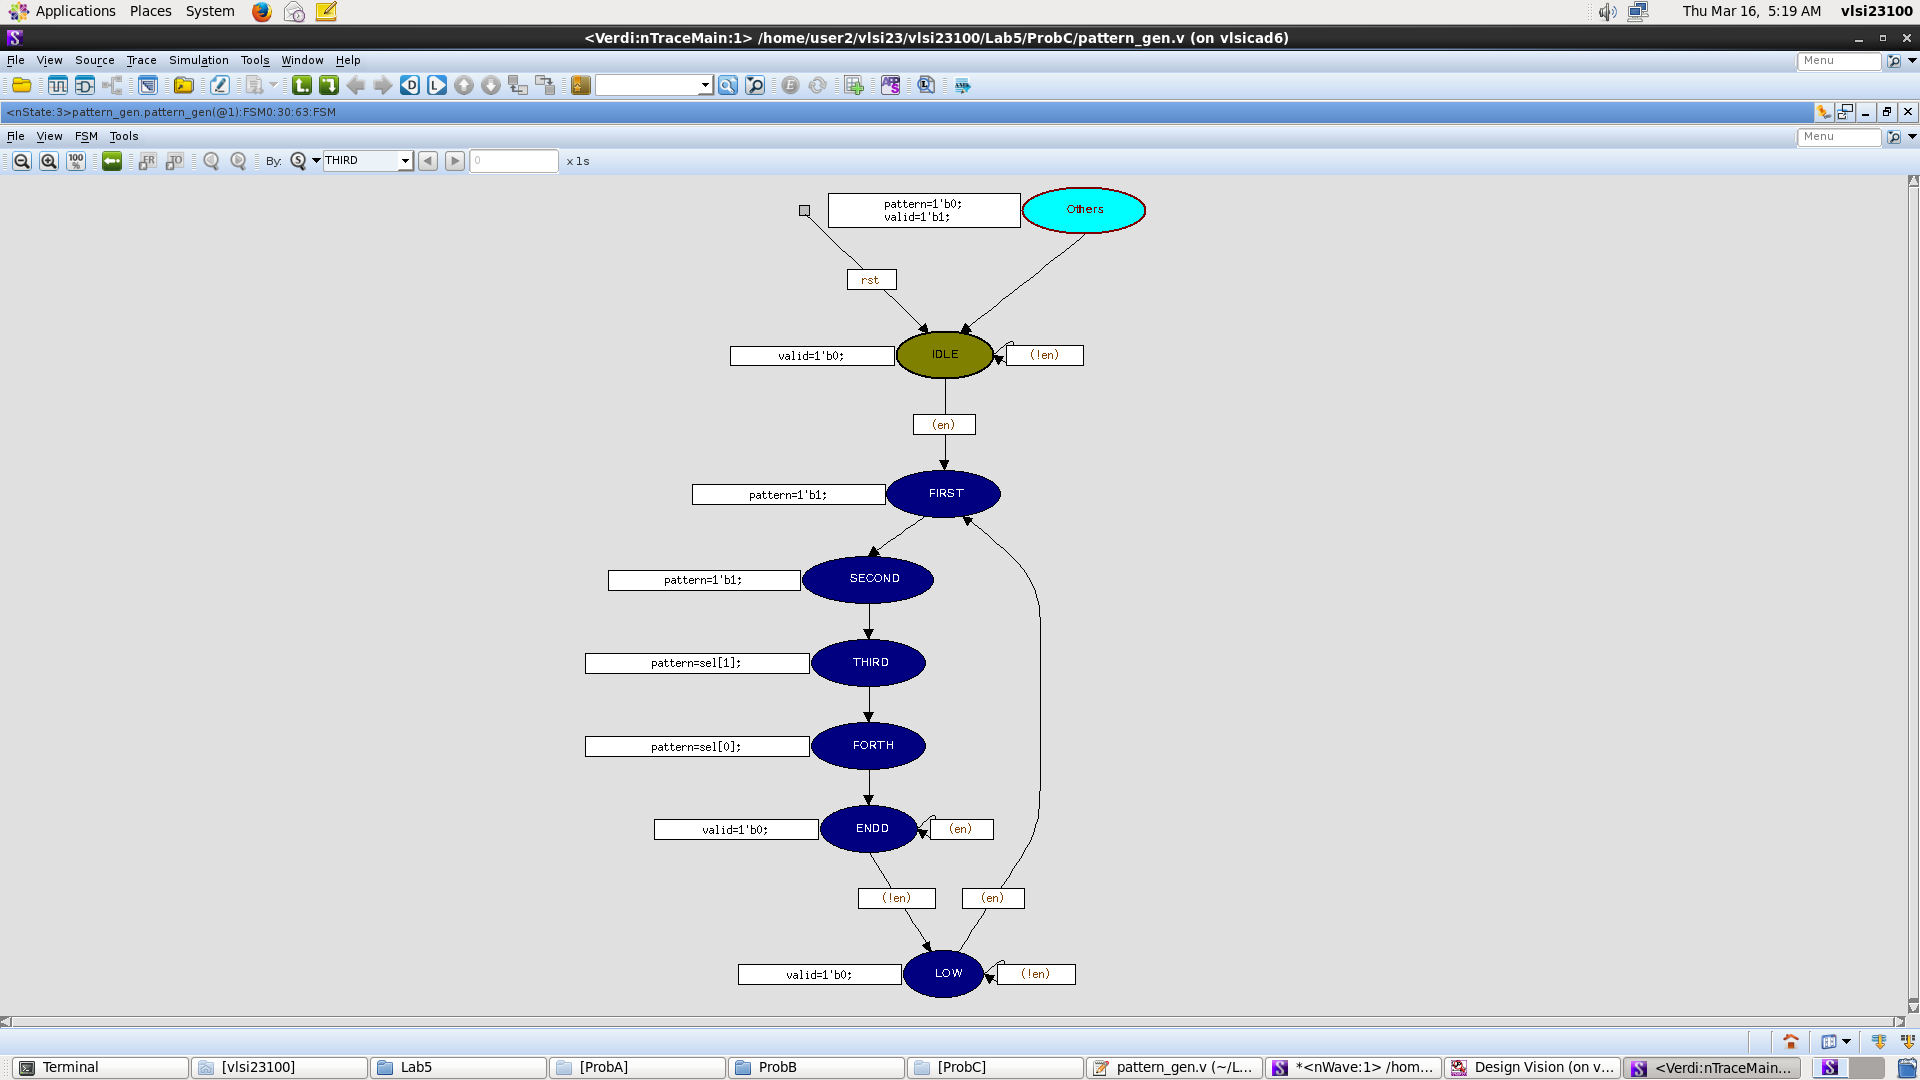 Applications Places System Thu Mar 16, 5:19 AM vlsi23100
<Verdi:nTraceMain:1> /home/user2/vlsi23/vlsi23100/Lab5/ProbC/pattern_gen.v (on vlsicad6)
File View Source Trace Simulation Tools Window Help Menu
<nState:3>pattern_gen.pattern_gen(@1):FSM0:30:63:FSM
File View FSM Tools Menu
100% FR TO By: THIRD 0 x 1s
pattern=1'b0;
valid=1'b1;
Others
rst
valid=1'b0;
IDLE
(!en)
(en)
pattern=1'b1;
FIRST
pattern=1'b1;
SECOND
pattern=sel[1];
THIRD
pattern=sel[0];
FORTH
valid=1'b0;
ENDD
(en)
(!en)
(en)
valid=1'b0;
LOW
(!en)
Terminal [vlsi23100] Lab5 [ProbA] ProbB [ProbC] pattern_gen.v (~/L... *<nWave:1> /hom... Design Vision (on v... <Verdi:nTraceMain...